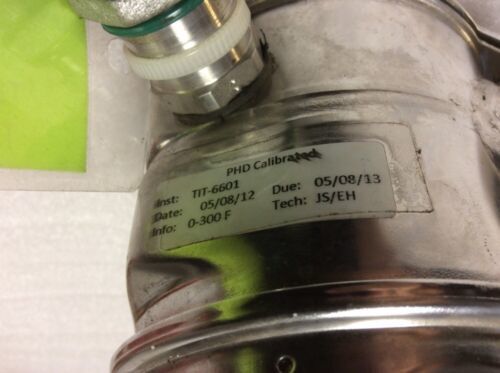 PHD Calibrated
Inst: TIT-6601
Date: 05/08/12 Due: 05/08/13
Info: 0-300 F Tech: JS/EH